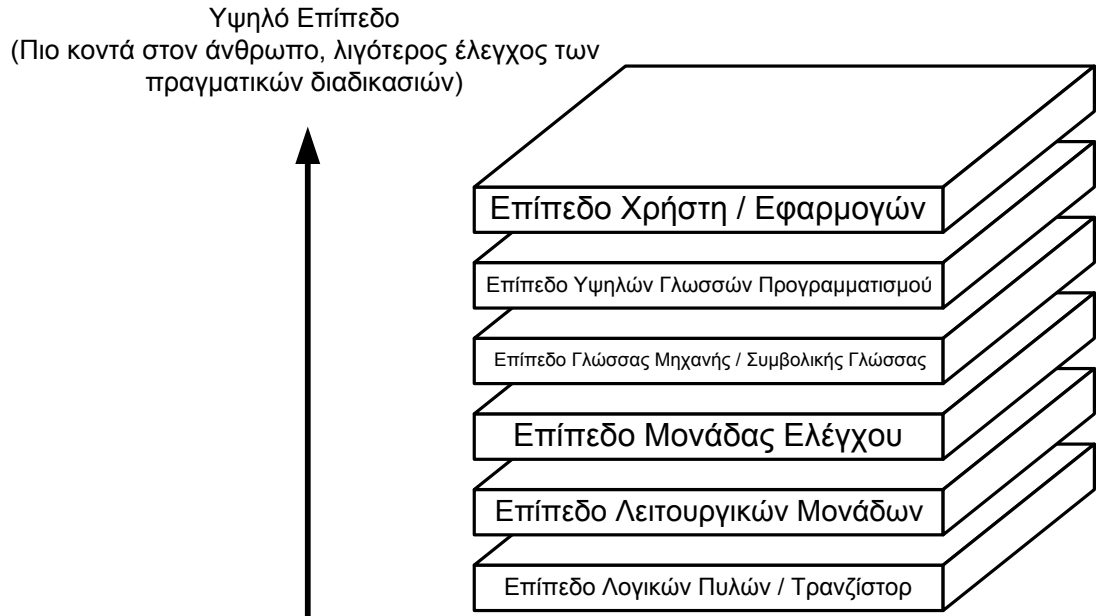 Υψηλό Επίπεδο
(Πιο κοντά στον άνθρωπο, λιγότερος έλεγχος των
πραγματικών διαδικασιών)
Επίπεδο Χρήστη / Εφαρμογών
Επίπεδο Υψηλών Γλωσσών Προγραμματισμού
Επίπεδο Γλώσσας Μηχανής / Συμβολικής Γλώσσας
Επίπεδο Μονάδας Ελέγχου
Επίπεδο Λειτουργικών Μονάδων
Επίπεδο Λογικών Πυλών / Τρανζίστορ